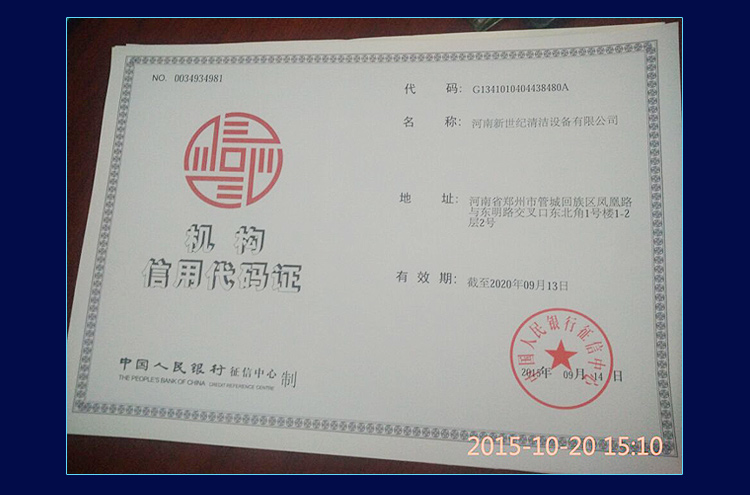 NO. 0034934981
代 码: G1341010404438480A
名 称: 河南新世纪清洁设备有限公司
地 址: 河南省郑州市管城回族区凤凰路
与东明路交叉口东北角1号楼1-2
层2号
机构
信用代码证
有 效 期: 截至2020年09月13日
中国人民银行征信中心 制
THE PEOPLE'S BANK OF CHINA CREDIT REFERENCE CENTRE
中国人民银行征信中心
2015年 09月 14日
2015-10-20 15:10